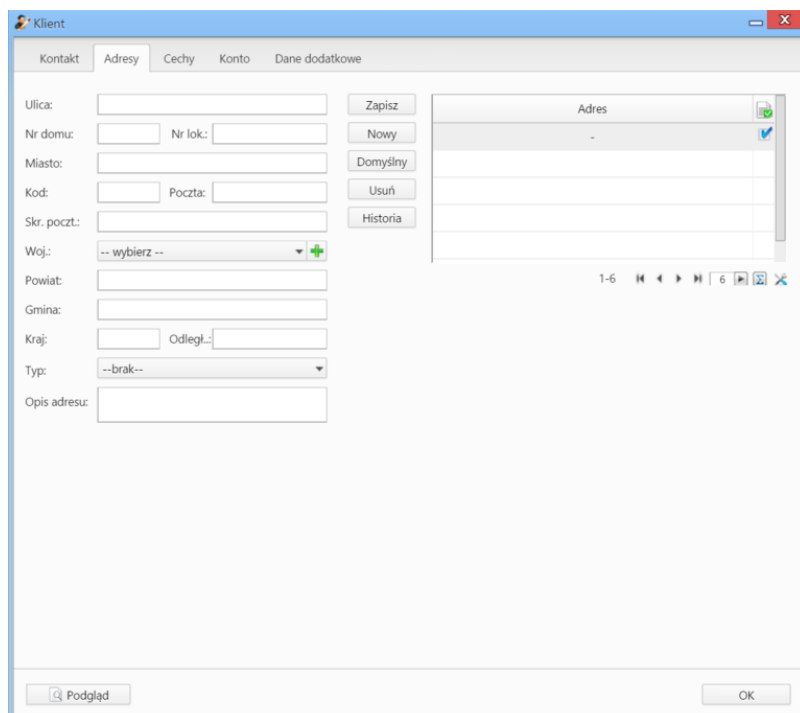 Klient
Kontakt Adresy Cechy Konto Dane dodatkowe
Ulica: Zapisz Adres
Nr domu: Nr lok.: Nowy -
Miasto: Domyślny
Kod: Poczta: Usuń
Skr. poczt.: Historia
Woj.: -- wybierz --
Powiat: 1-6 6 Σ
Gmina:
Kraj: Odległ..:
Typ: --brak--
Opis adresu:
Podgląd OK